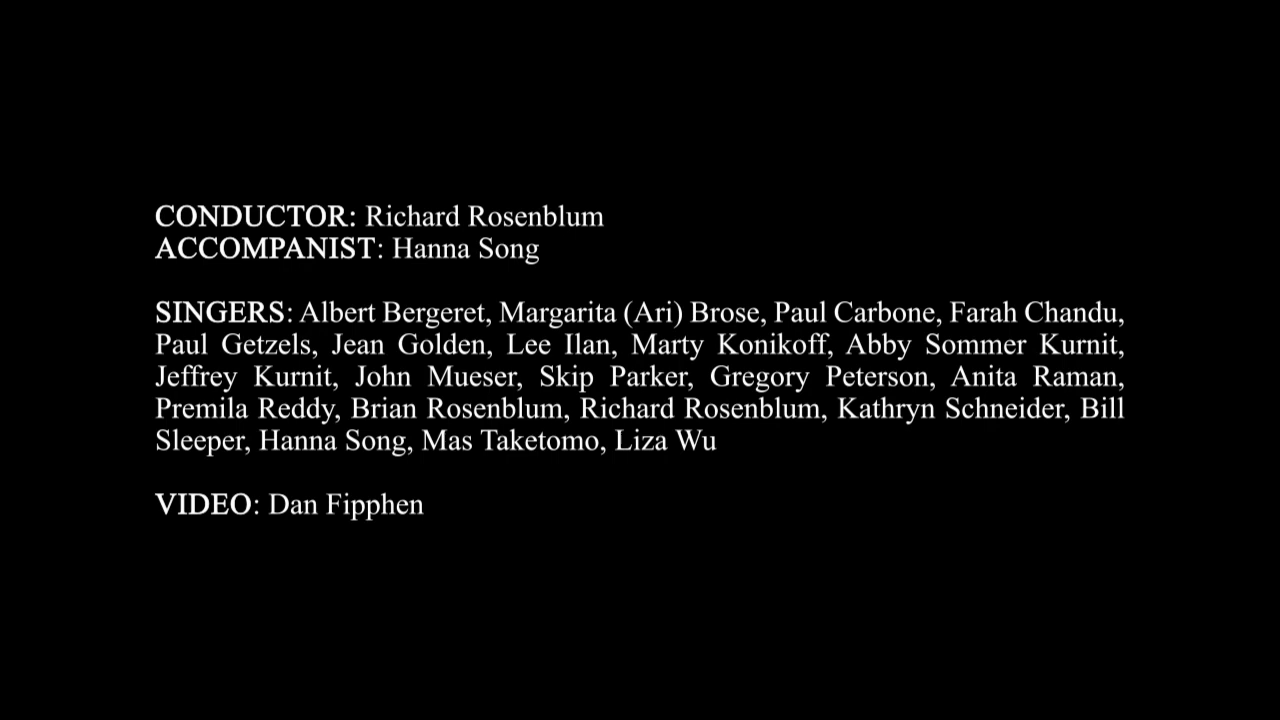 CONDUCTOR: Richard Rosenblum
ACCOMPANIST: Hanna Song
SINGERS: Albert Bergeret, Margarita (Ari) Brose, Paul Carbone, Farah Chandu,
Paul Getzels, Jean Golden, Lee Ilan, Marty Konikoff, Abby Sommer Kurnit,
Jeffrey Kurnit, John Mueser, Skip Parker, Gregory Peterson, Anita Raman,
Premila Reddy, Brian Rosenblum, Richard Rosenblum, Kathryn Schneider, Bill
Sleeper, Hanna Song, Mas Taketomo, Liza Wu
VIDEO: Dan Fipphen